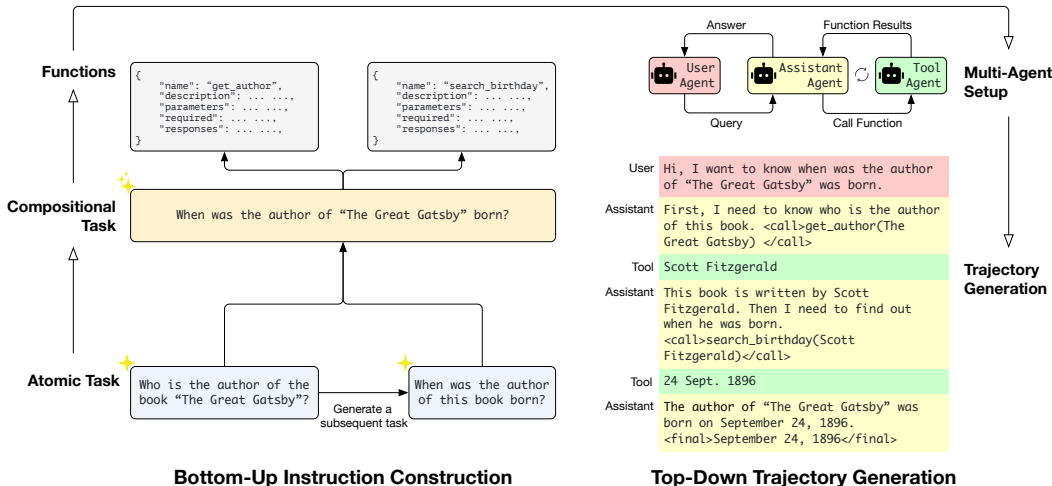 Functions
{
"name": "get_author",
"description": ... ...,
"parameters": ... ...,
"required": ... ...,
"responses": ... ...,
}
{
"name": "search_birthday",
"description": ... ...,
"parameters": ... ...,
"required": ... ...,
"responses": ... ...,
}
Compositional
Task
When was the author of “The Great Gatsby” born?
Atomic Task
Who is the author of the
book “The Great Gatsby”?
Generate a
subsequent task
When was the author
of this book born?
Bottom-Up Instruction Construction
Answer
Function Results
User
Agent
Assistant
Agent
Tool
Agent
Query
Call Function
Multi-Agent
Setup
User
Hi, I want to know when was the author
of “The Great Gatsby” was born.
Assistant
First, I need to know who is the author
of this book. <call>get_author(The
Great Gatsby) </call>
Tool
Scott Fitzgerald
Assistant
This book is written by Scott
Fitzgerald. Then I need to find out
when he was born.
<call>search_birthday(Scott
Fitzgerald)</call>
Tool
24 Sept. 1896
Assistant
The author of “The Great Gatsby” was
born on September 24, 1896.
<final>September 24, 1896</final>
Trajectory
Generation
Top-Down Trajectory Generation